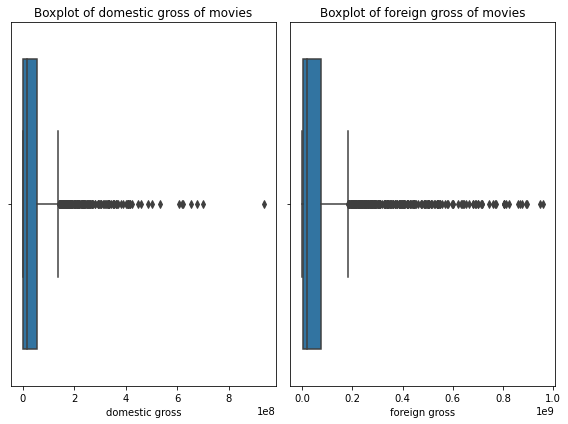 Boxplot of domestic gross of movies
0 2 4 6 8
1e8
domestic gross
Boxplot of foreign gross of movies
0.0 0.2 0.4 0.6 0.8 1.0
1e9
foreign gross